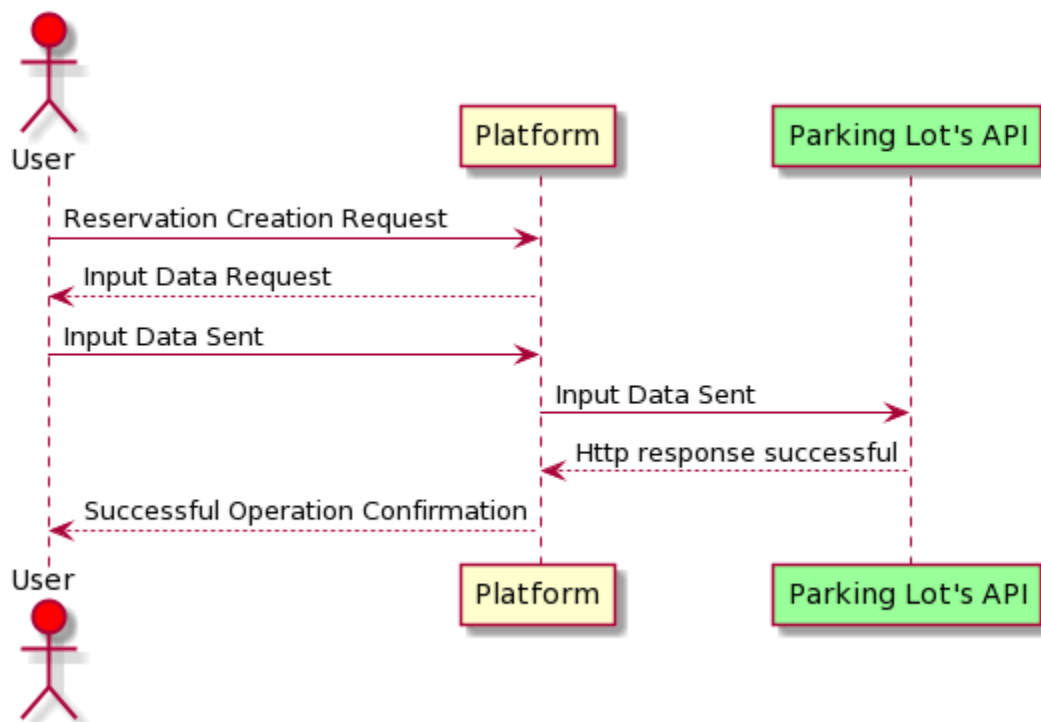 User
Platform
Parking Lot's API
Reservation Creation Request
Input Data Request
Input Data Sent
Input Data Sent
Http response successful
Successful Operation Confirmation
User
Platform
Parking Lot's API